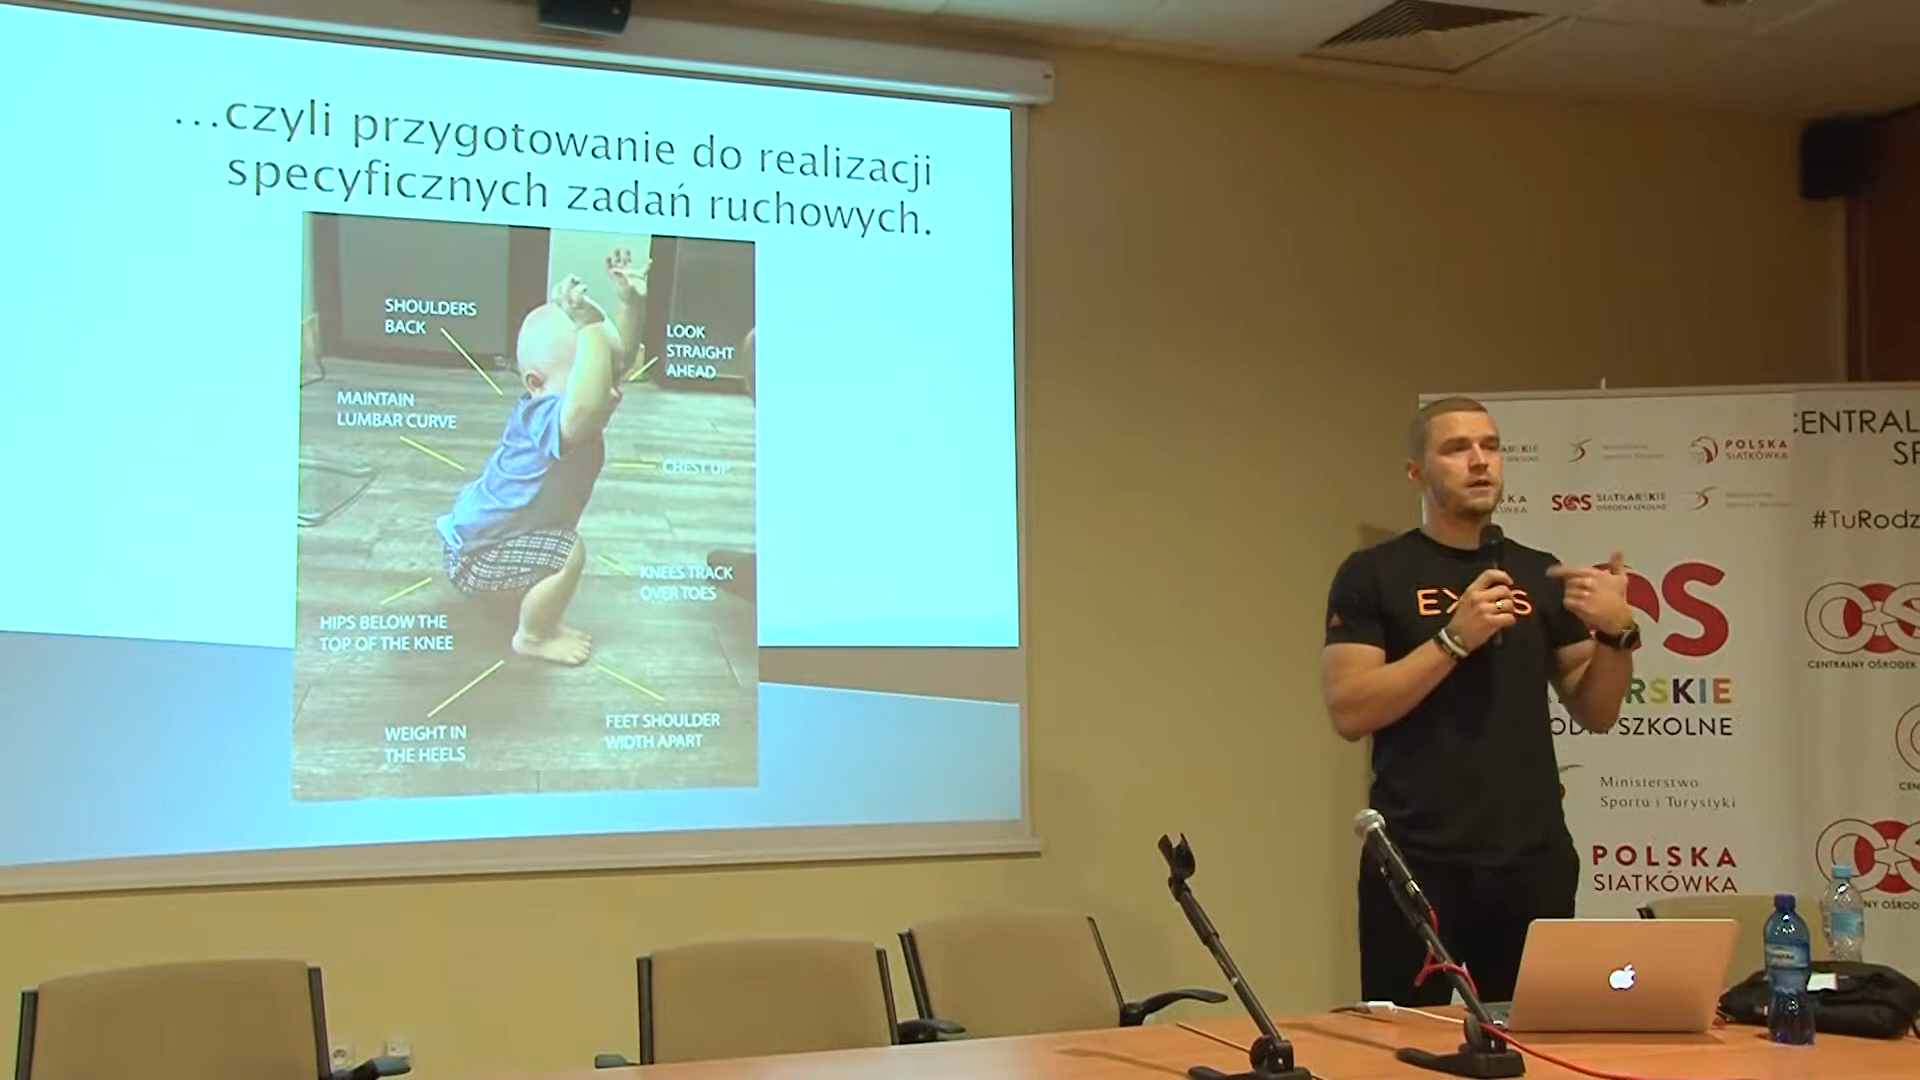 ...czyli przygotowanie do realizacji
specyficznych zadań ruchowych.
SHOULDERS
BACK
LOOK
STRAIGHT
AHEAD
MAINTAIN
LUMBAR CURVE
CHEST UP
KNEES TRACK
OVER TOES
HIPS BELOW THE
TOP OF THE KNEE
WEIGHT IN
THE HEELS
FEET SHOULDER
WIDTH APART
POLSKA
SIATKÓWKA
SOS SIATKARSKIE
OŚRODKI SZKOLNE
SZKOLNE
Ministerstwo
Sportu i Turystyki
POLSKA
SIATKÓWKA
#TuRodz
CENTRALNY OŚRODEK